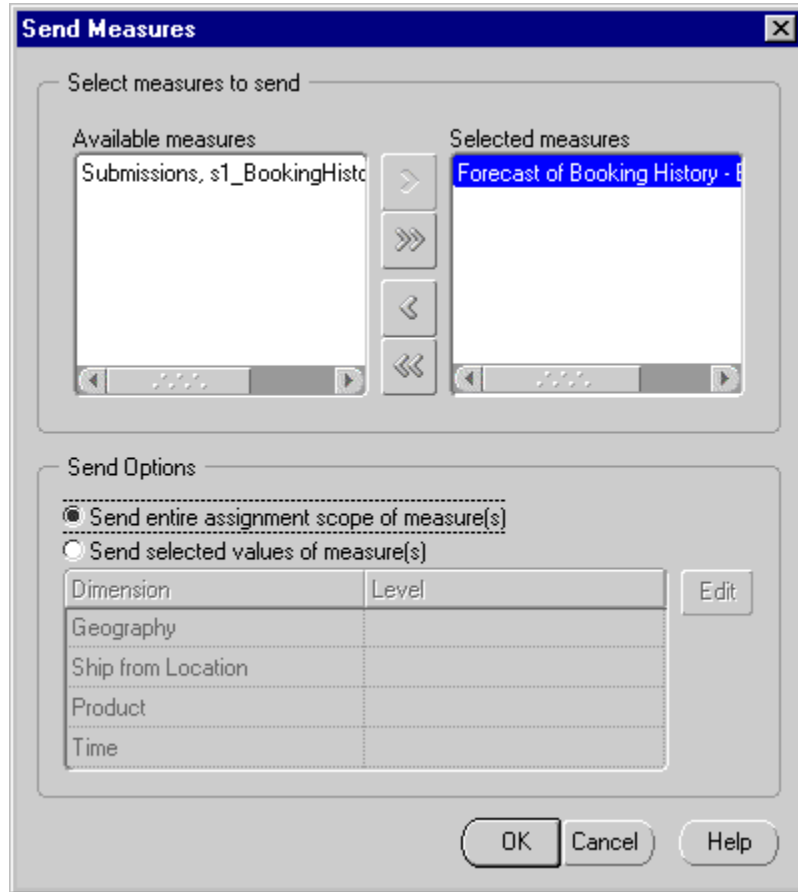 Send Measures
Select measures to send
Available measures
Selected measures
Submissions, s1_BookingHisto
Forecast of Booking History -
Send Options
Send entire assignment scope of measure(s)
Send selected values of measure(s)
Dimension Level
Edit
Geography
Ship from Location
Product
Time
OK Cancel Help